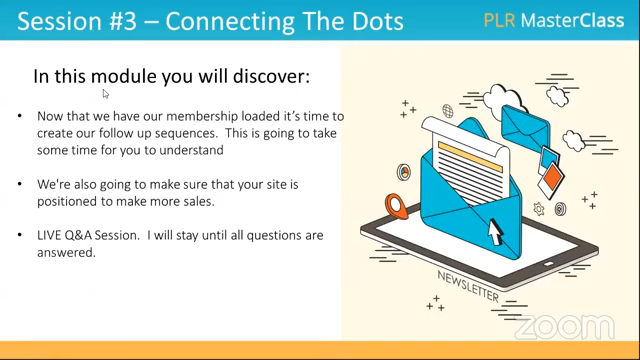 Session #3 – Connecting The Dots
PLR MasterClass
In this module you will discover:
• Now that we have our membership loaded it's time to
create our follow up sequences.  This is going to take
some time for you to understand
• We're also going to make sure that your site is
positioned to make more sales.
• LIVE Q&A Session.  I will stay until all questions are
answered.
NEWSLETTER
zoom